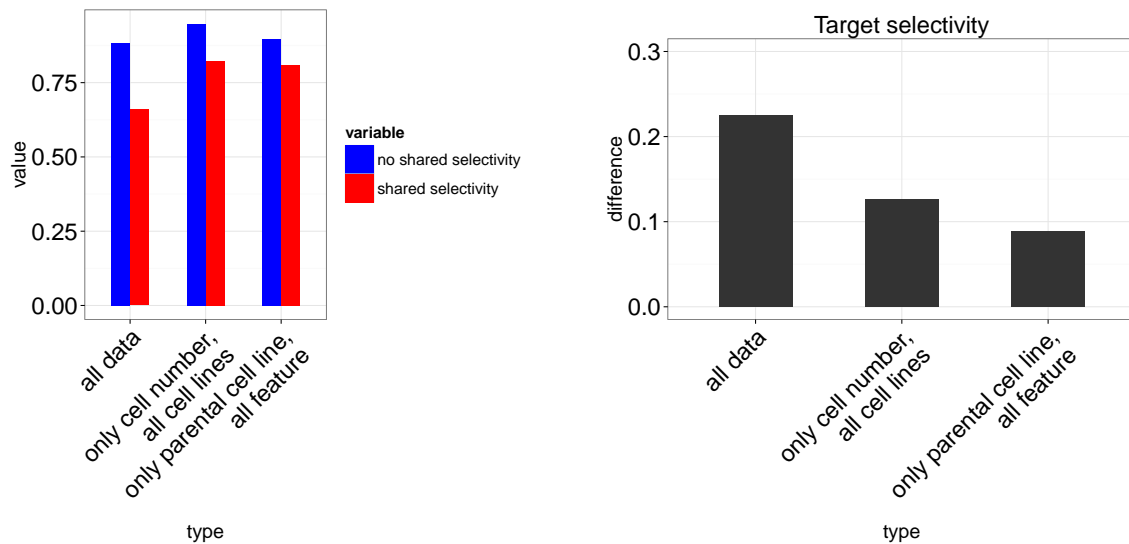 value
0.75
0.50
0.25
0.00
all data
only cell number,
all cell lines
only parental cell line,
all feature
type
variable
no shared selectivity
shared selectivity
Target selectivity
difference
0.3
0.2
0.1
0.0
all data
only cell number,
all cell lines
only parental cell line,
all feature
type